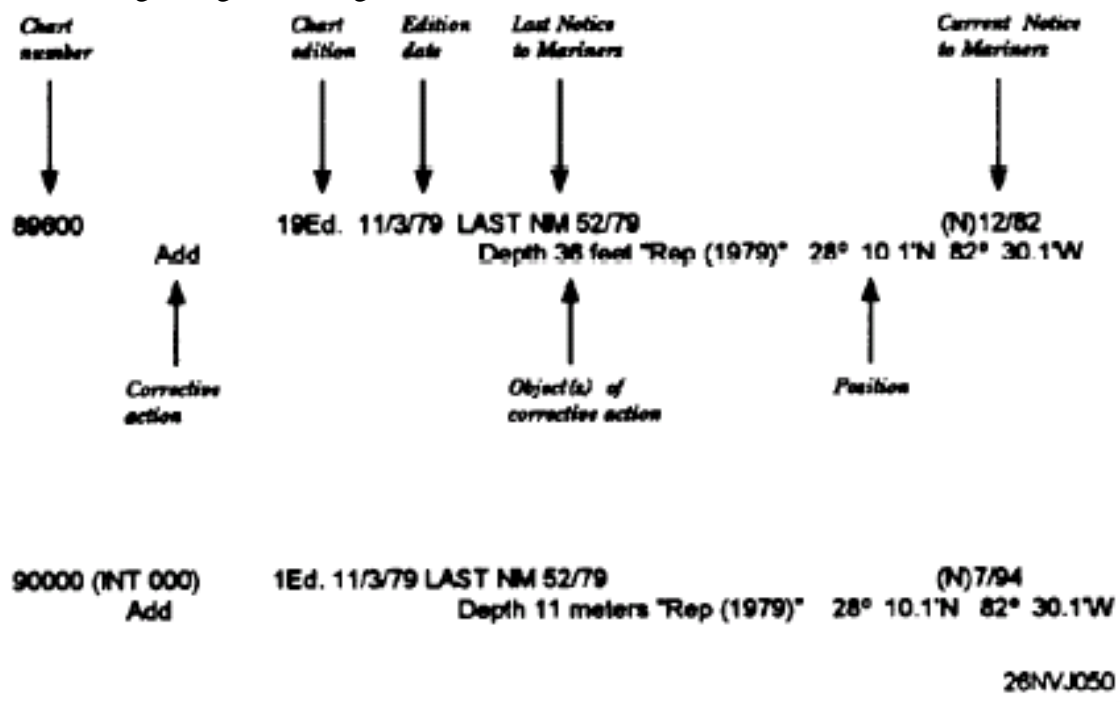 Chart number
Chart edition
Edition date
Last Notice to Mariners
Current Notice to Mariners
89600 19Ed. 11/3/79 LAST NM 52/79 (N)12/82
Add Depth 36 feet "Rep (1979)" 28° 10 1'N 82° 30.1'W
Corrective action
Object(s) of corrective action
Position
90000 (INT 000) 1Ed. 11/3/79 LAST NM 52/79 (N)7/94
Add Depth 11 meters "Rep (1979)" 28° 10.1'N 82° 30.1'W
26NVJ050